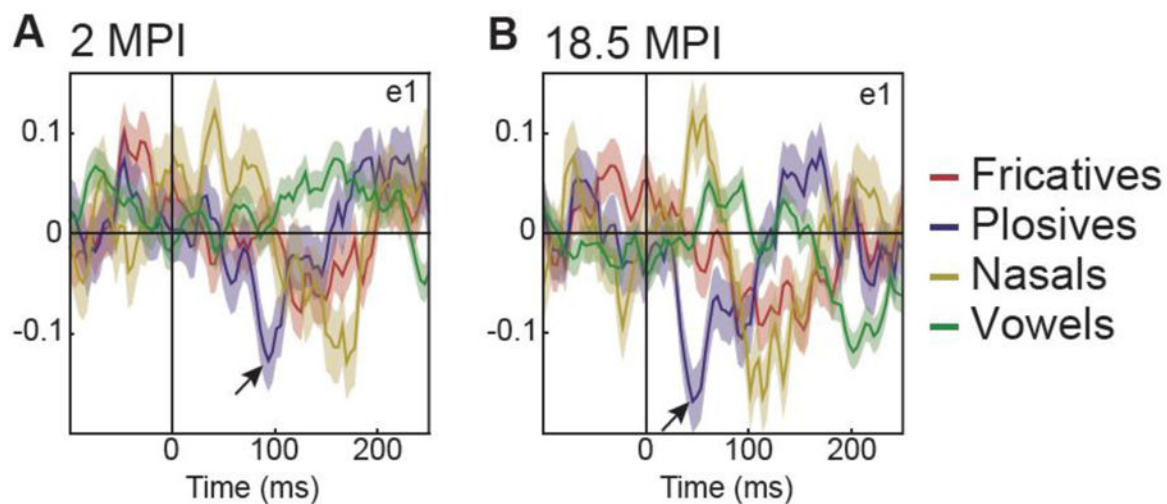 A 2 MPI
e1
0.1
0
-0.1
0 100 200
Time (ms)
B 18.5 MPI
e1
0.1
0
-0.1
0 100 200
Time (ms)
Fricatives
Plosives
Nasals
Vowels